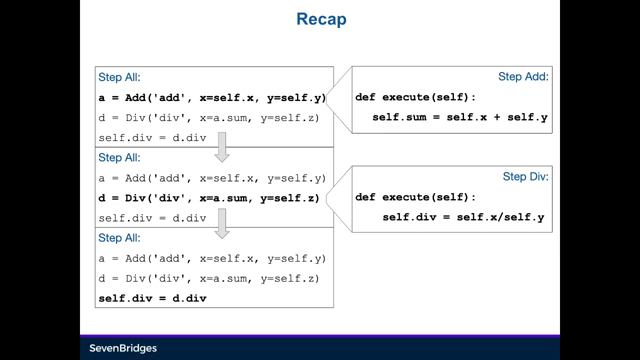 Recap
Step All:
a = Add('add', x=self.x, y=self.y)
d = Div('div', x=a.sum, y=self.z)
self.div = d.div
Step Add:
def execute(self):
self.sum = self.x + self.y
Step All:
a = Add('add', x=self.x, y=self.y)
d = Div('div', x=a.sum, y=self.z)
self.div = d.div
Step Div:
def execute(self):
self.div = self.x/self.y
Step All:
a = Add('add', x=self.x, y=self.y)
d = Div('div', x=a.sum, y=self.z)
self.div = d.div
SevenBridges